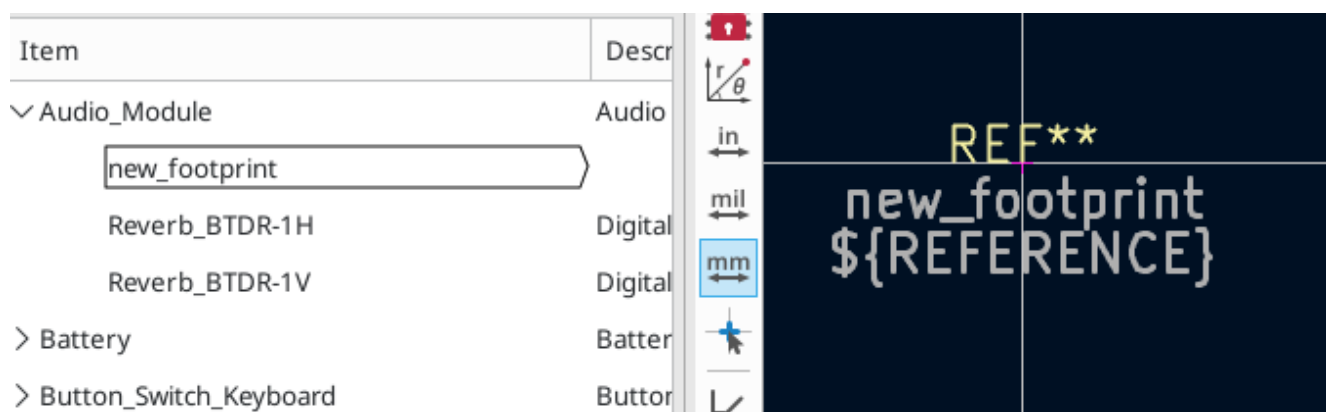 Item Descr
Audio_Module Audio
new_footprint
Reverb_BTDR-1H Digital
Reverb_BTDR-1V Digital
Battery Batter
Button_Switch_Keyboard Button
r/θ
in
mil
mm
REF**
new_footprint
${REFERENCE}